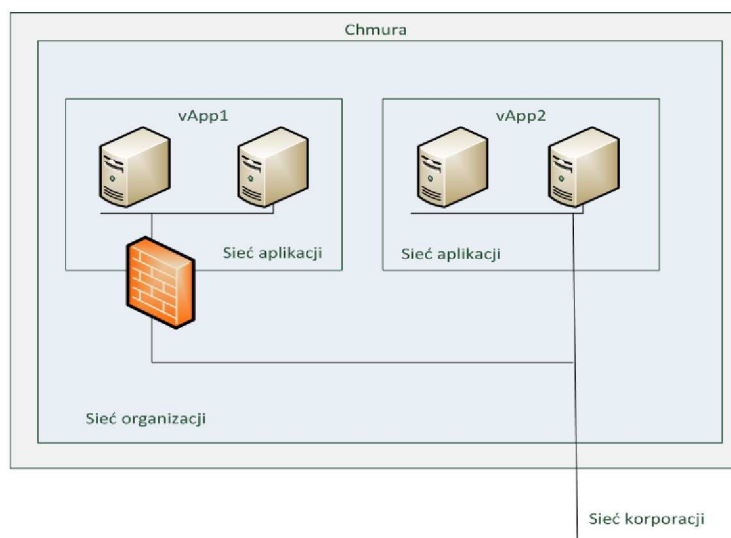 Chmura
vApp1
vApp2
Sieć aplikacji
Sieć aplikacji
Sieć organizacji
Sieć korporacji